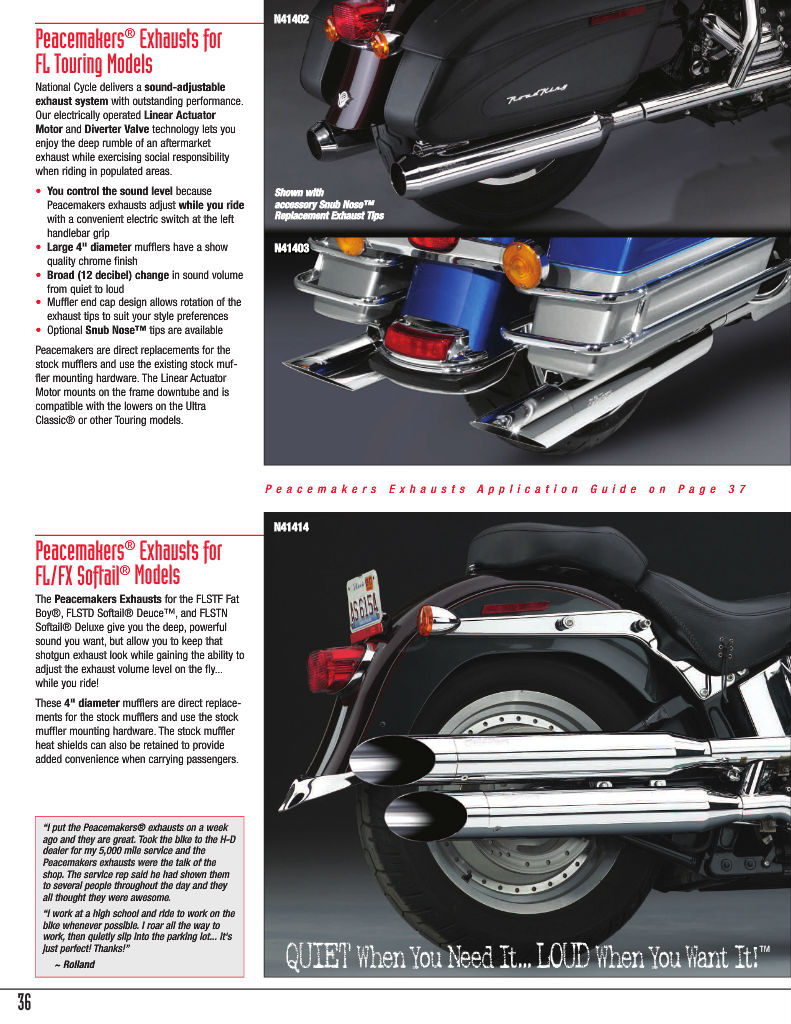 Peacemakers® Exhausts for
FL Touring Models
National Cycle delivers a sound-adjustable
exhaust system with outstanding performance.
Our electrically operated Linear Actuator
Motor and Diverter Valve technology lets you
enjoy the deep rumble of an aftermarket
exhaust while exercising social responsibility
when riding in populated areas.
• You control the sound level because
Peacemakers exhausts adjust while you ride
with a convenient electric switch at the left
handlebar grip
• Large 4" diameter mufflers have a show
quality chrome finish
• Broad (12 decibel) change in sound volume
from quiet to loud
• Muffler end cap design allows rotation of the
exhaust tips to suit your style preferences
• Optional Snub Nose™ tips are available
Peacemakers are direct replacements for the
stock mufflers and use the existing stock muf-
fler mounting hardware. The Linear Actuator
Motor mounts on the frame downtube and is
compatible with the lowers on the Ultra
Classic® or other Touring models.
N41402
Road King
Shown with
accessory Snub Nose™
Replacement Exhaust Tips
N41403
Peacemakers Exhausts Application Guide on Page 37
Peacemakers® Exhausts for
FL/FX Softail® Models
The Peacemakers Exhausts for the FLSTF Fat
Boy®, FLSTD Softail® Deuce™, and FLSTN
Softail® Deluxe give you the deep, powerful
sound you want, but allow you to keep that
shotgun exhaust look while gaining the ability to
adjust the exhaust volume level on the fly...
while you ride!
These 4" diameter mufflers are direct replace-
ments for the stock mufflers and use the stock
muffler mounting hardware. The stock muffler
heat shields can also be retained to provide
added convenience when carrying passengers.
"I put the Peacemakers® exhausts on a week
ago and they are great. Took the bike to the H-D
dealer for my 5,000 mile service and the
Peacemakers exhausts were the talk of the
shop. The service rep said he had shown them
to several people throughout the day and they
all thought they were awesome.
"I work at a high school and ride to work on the
bike whenever possible. I roar all the way to
work, then quietly slip into the parking lot... it's
just perfect! Thanks!"
~ Rolland
N41414
AS6154
QUIET When You Need It... LOUD When You Want It!™
36